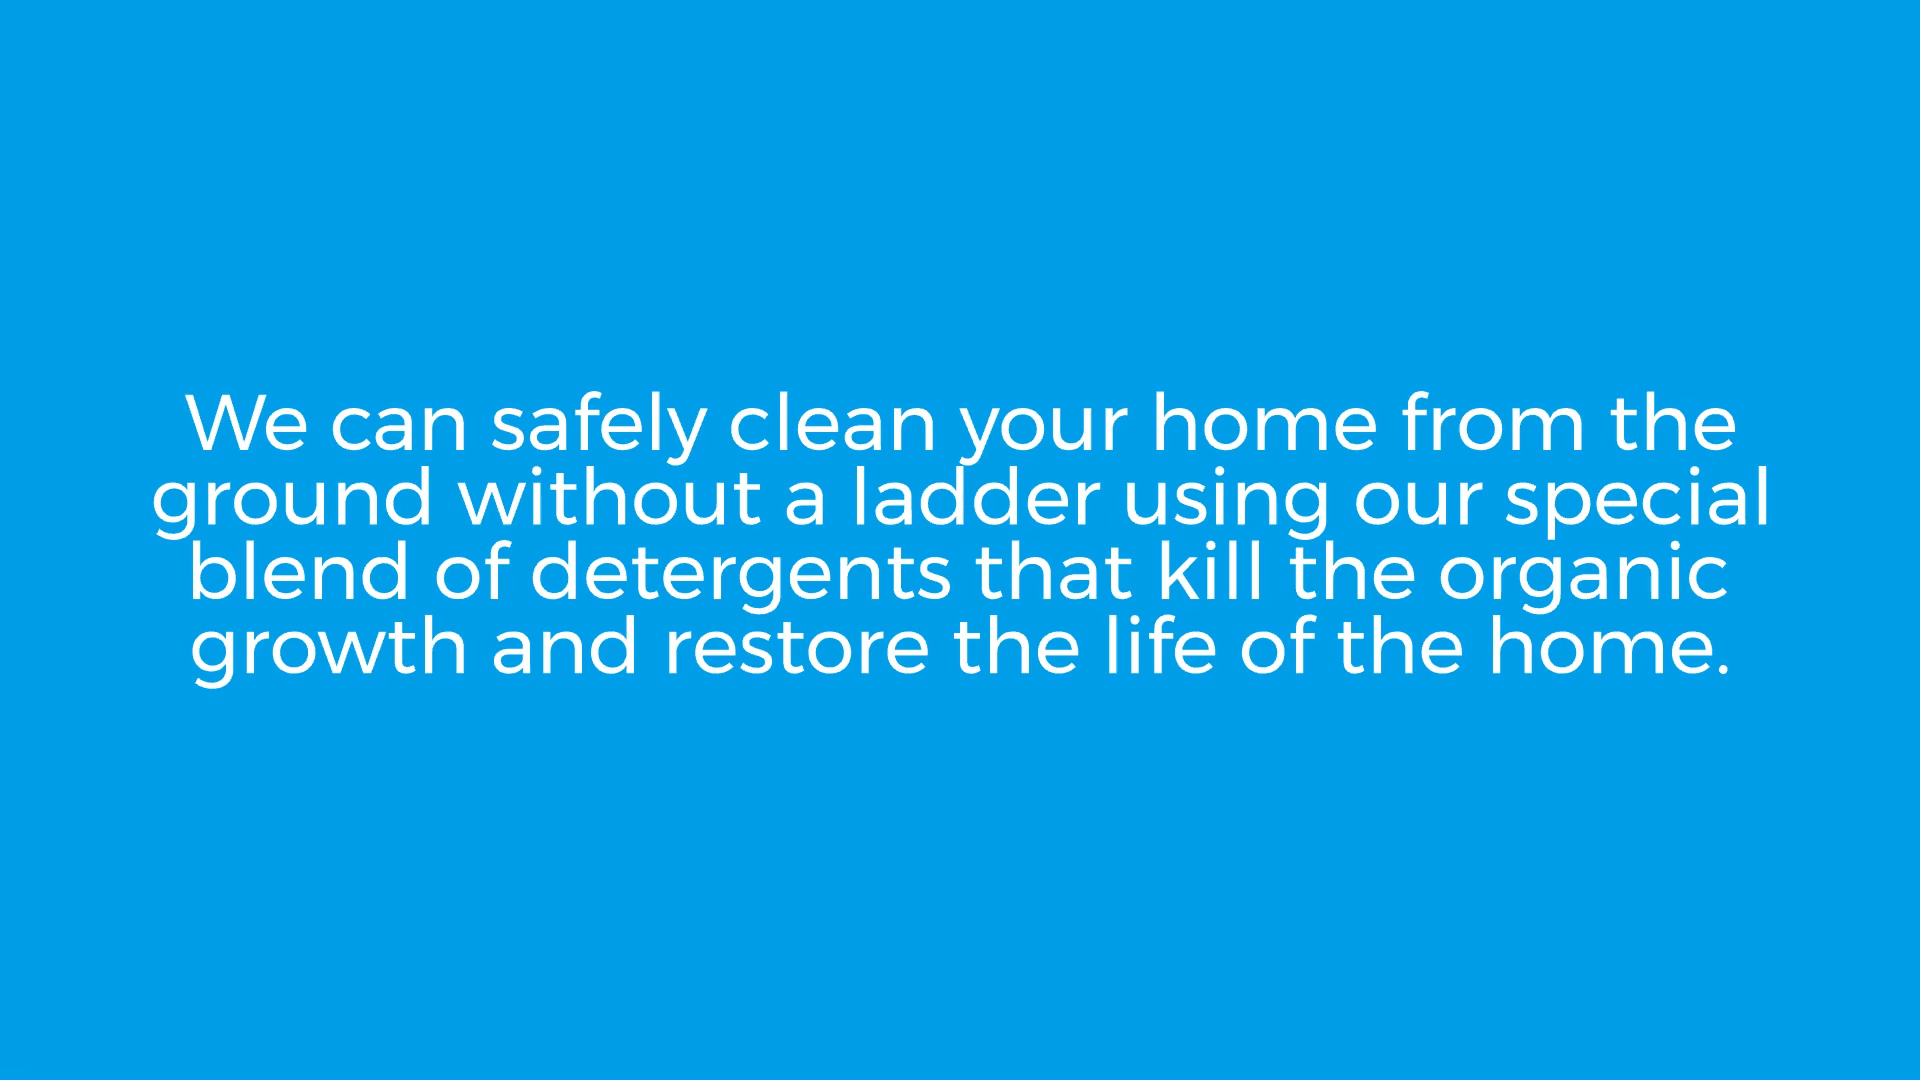 We can safely clean your home from the
ground without a ladder using our special
blend of detergents that kill the organic
growth and restore the life of the home.